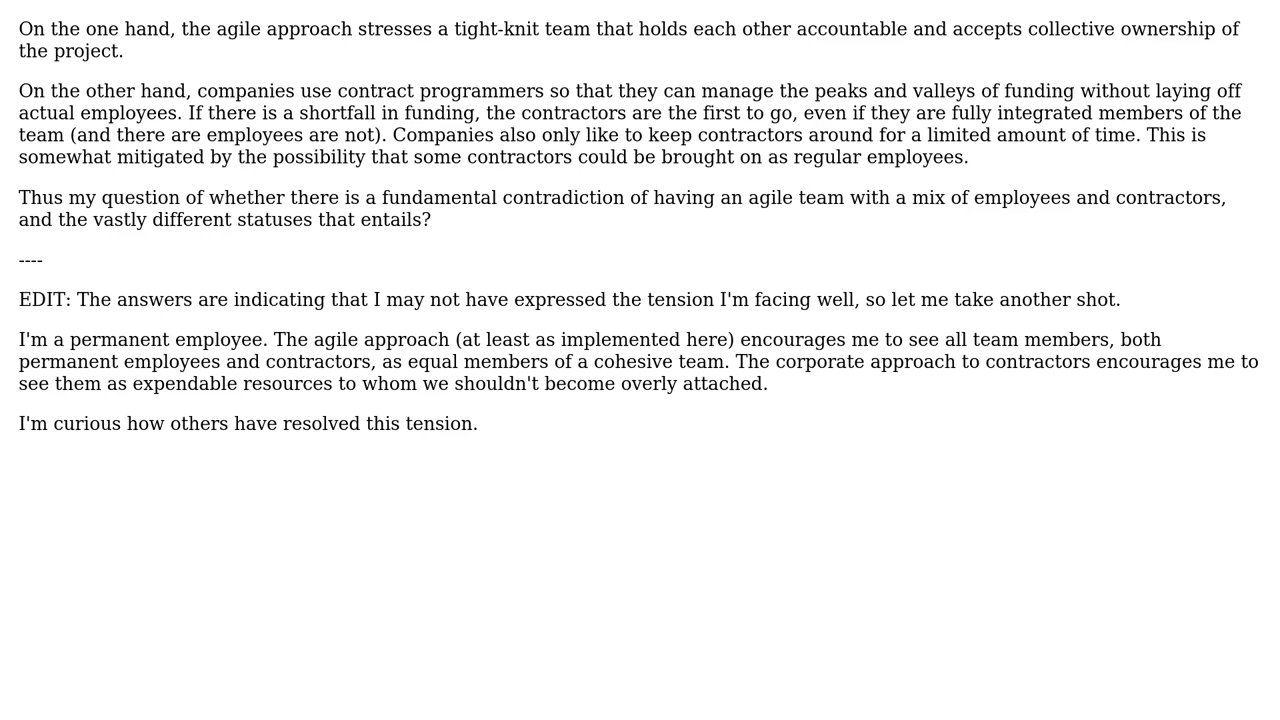 On the one hand, the agile approach stresses a tight-knit team that holds each other accountable and accepts collective ownership of
the project.
On the other hand, companies use contract programmers so that they can manage the peaks and valleys of funding without laying off
actual employees. If there is a shortfall in funding, the contractors are the first to go, even if they are fully integrated members of the
team (and there are employees are not). Companies also only like to keep contractors around for a limited amount of time. This is
somewhat mitigated by the possibility that some contractors could be brought on as regular employees.
Thus my question of whether there is a fundamental contradiction of having an agile team with a mix of employees and contractors,
and the vastly different statuses that entails?
----
EDIT: The answers are indicating that I may not have expressed the tension I'm facing well, so let me take another shot.
I'm a permanent employee. The agile approach (at least as implemented here) encourages me to see all team members, both
permanent employees and contractors, as equal members of a cohesive team. The corporate approach to contractors encourages me to
see them as expendable resources to whom we shouldn't become overly attached.
I'm curious how others have resolved this tension.